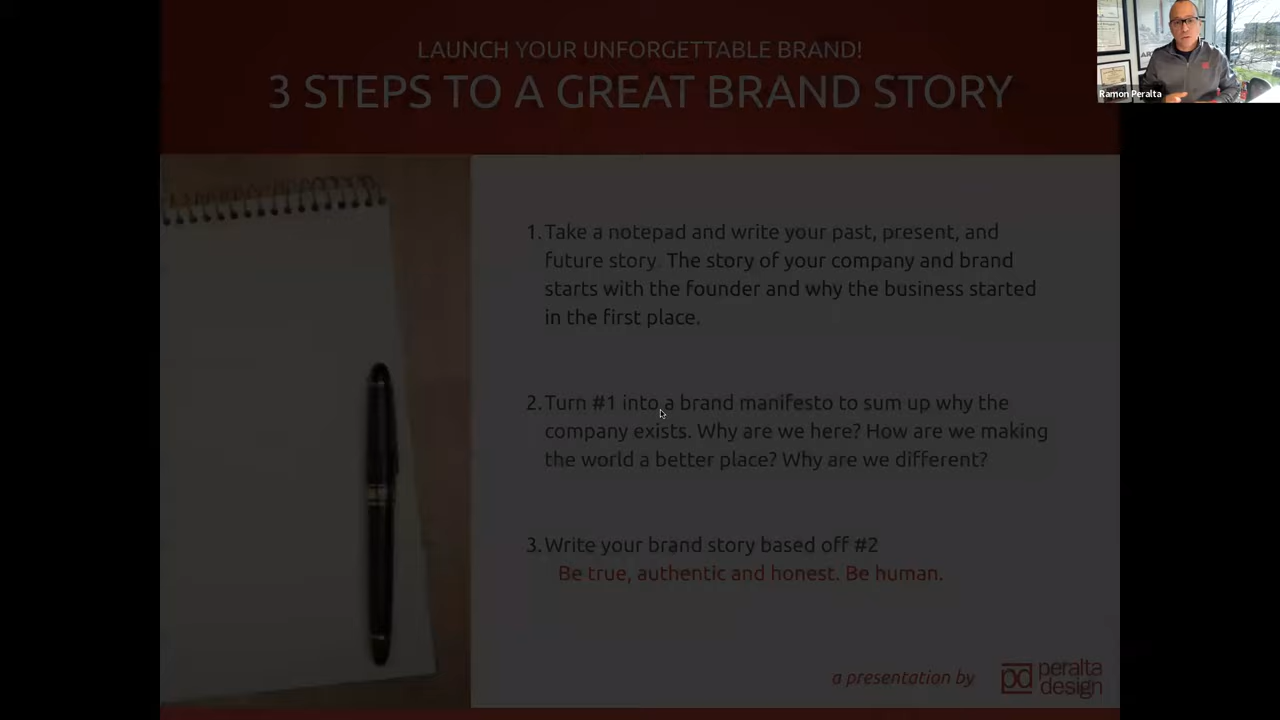 LAUNCH YOUR UNFORGETTABLE BRAND!
3 STEPS TO A GREAT BRAND STORY
Ramon Peralta
1. Take a notepad and write your past, present, and
future story. The story of your company and brand
starts with the founder and why the business started
in the first place.
2. Turn #1 into a brand manifesto to sum up why the
company exists. Why are we here? How are we making
the world a better place? Why are we different?
3. Write your brand story based off #2
Be true, authentic and honest. Be human.
a presentation by
pd
peralta
design